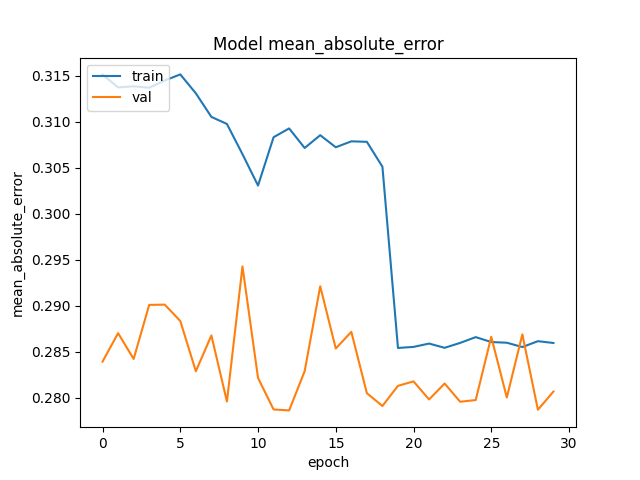 Model mean_absolute_error
train
val
mean_absolute_error
0.315
0.310
0.305
0.300
0.295
0.290
0.285
0.280
0 5 10 15 20 25 30
epoch